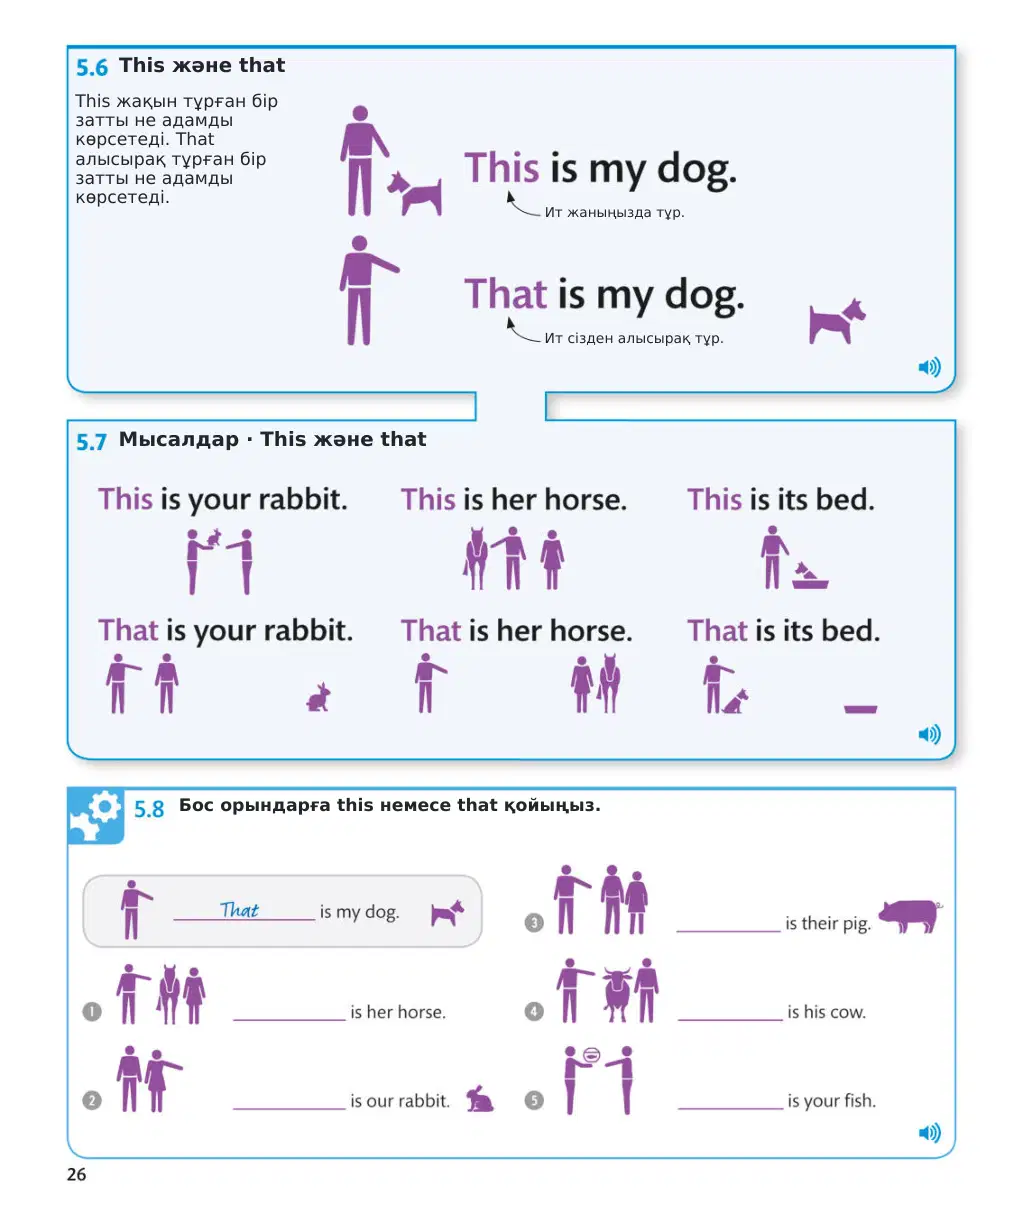 5.6 This және that
This жақын тұрған бір
затты не адамды
көрсетеді. That
алысырақ тұрған бір
затты не адамды
көрсетеді.
This is my dog.
Ит жаныңызда тұр.
That is my dog.
Ит сізден алысырақ тұр.
5.7 Мысалдар · This және that
This is your rabbit.
This is her horse.
This is its bed.
That is your rabbit.
That is her horse.
That is its bed.
5.8 Бос орындарға this немесе that қойыңыз.
That is my dog.
1 ____________ is her horse.
2 ____________ is our rabbit.
3 ____________ is their pig.
4 ____________ is his cow.
5 ____________ is your fish.
26